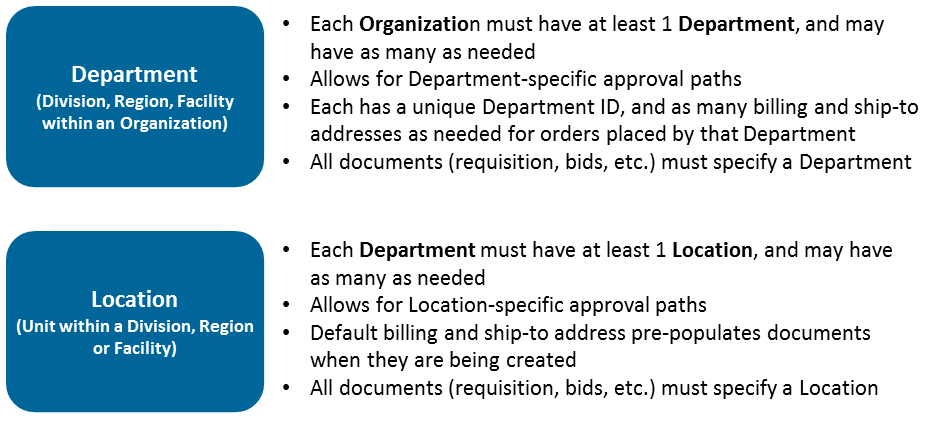 Department
(Division, Region, Facility
within an Organization)
• Each Organization must have at least 1 Department, and may
have as many as needed
• Allows for Department-specific approval paths
• Each has a unique Department ID, and as many billing and ship-to
addresses as needed for orders placed by that Department
• All documents (requisition, bids, etc.) must specify a Department
Location
(Unit within a Division, Region
or Facility)
• Each Department must have at least 1 Location, and may have
as many as needed
• Allows for Location-specific approval paths
• Default billing and ship-to address pre-populates documents
when they are being created
• All documents (requisition, bids, etc.) must specify a Location